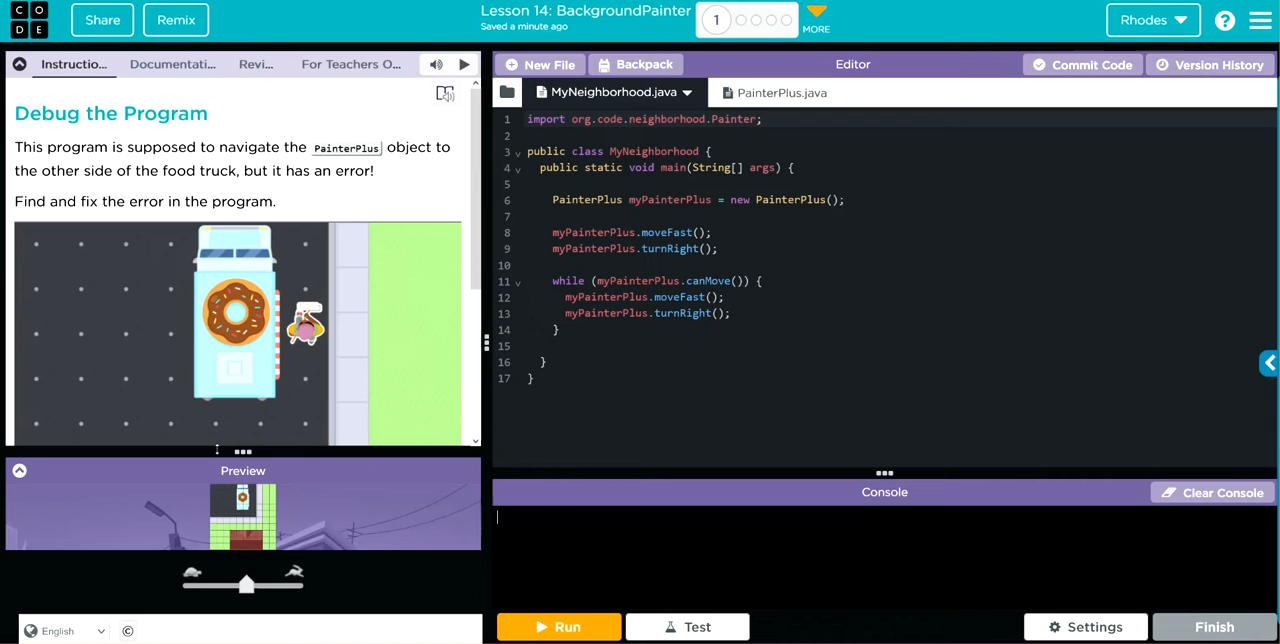 C O
D E
Share
Remix
Lesson 14: BackgroundPainter
Saved a minute ago
1
MORE
Rhodes
?
Instructio...
Documentati...
Revi...
For Teachers O...
Debug the Program
This program is supposed to navigate the PainterPlus object to
the other side of the food truck, but it has an error!
Find and fix the error in the program.
Preview
English
©
New File
Backpack
Editor
Commit Code
Version History
MyNeighborhood.java
PainterPlus.java
1 import org.code.neighborhood.Painter;
2
3 public class MyNeighborhood {
4 public static void main(String[] args) {
5
6 PainterPlus myPainterPlus = new PainterPlus();
7
8 myPainterPlus.moveFast();
9 myPainterPlus.turnRight();
10
11 while (myPainterPlus.canMove()) {
12 myPainterPlus.moveFast();
13 myPainterPlus.turnRight();
14 }
15
16 }
17 }
Console
Clear Console
Run
Test
Settings
Finish